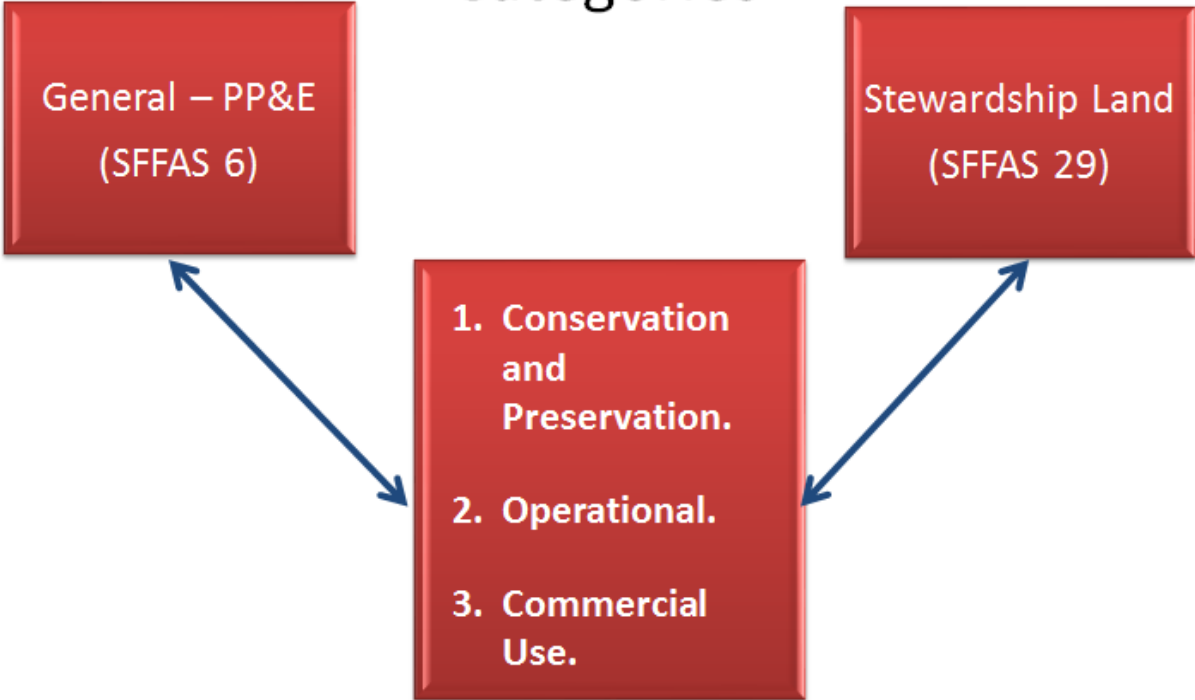 General – PP&E
(SFFAS 6)
Stewardship Land
(SFFAS 29)
1. Conservation
and
Preservation.
2. Operational.
3. Commercial
Use.